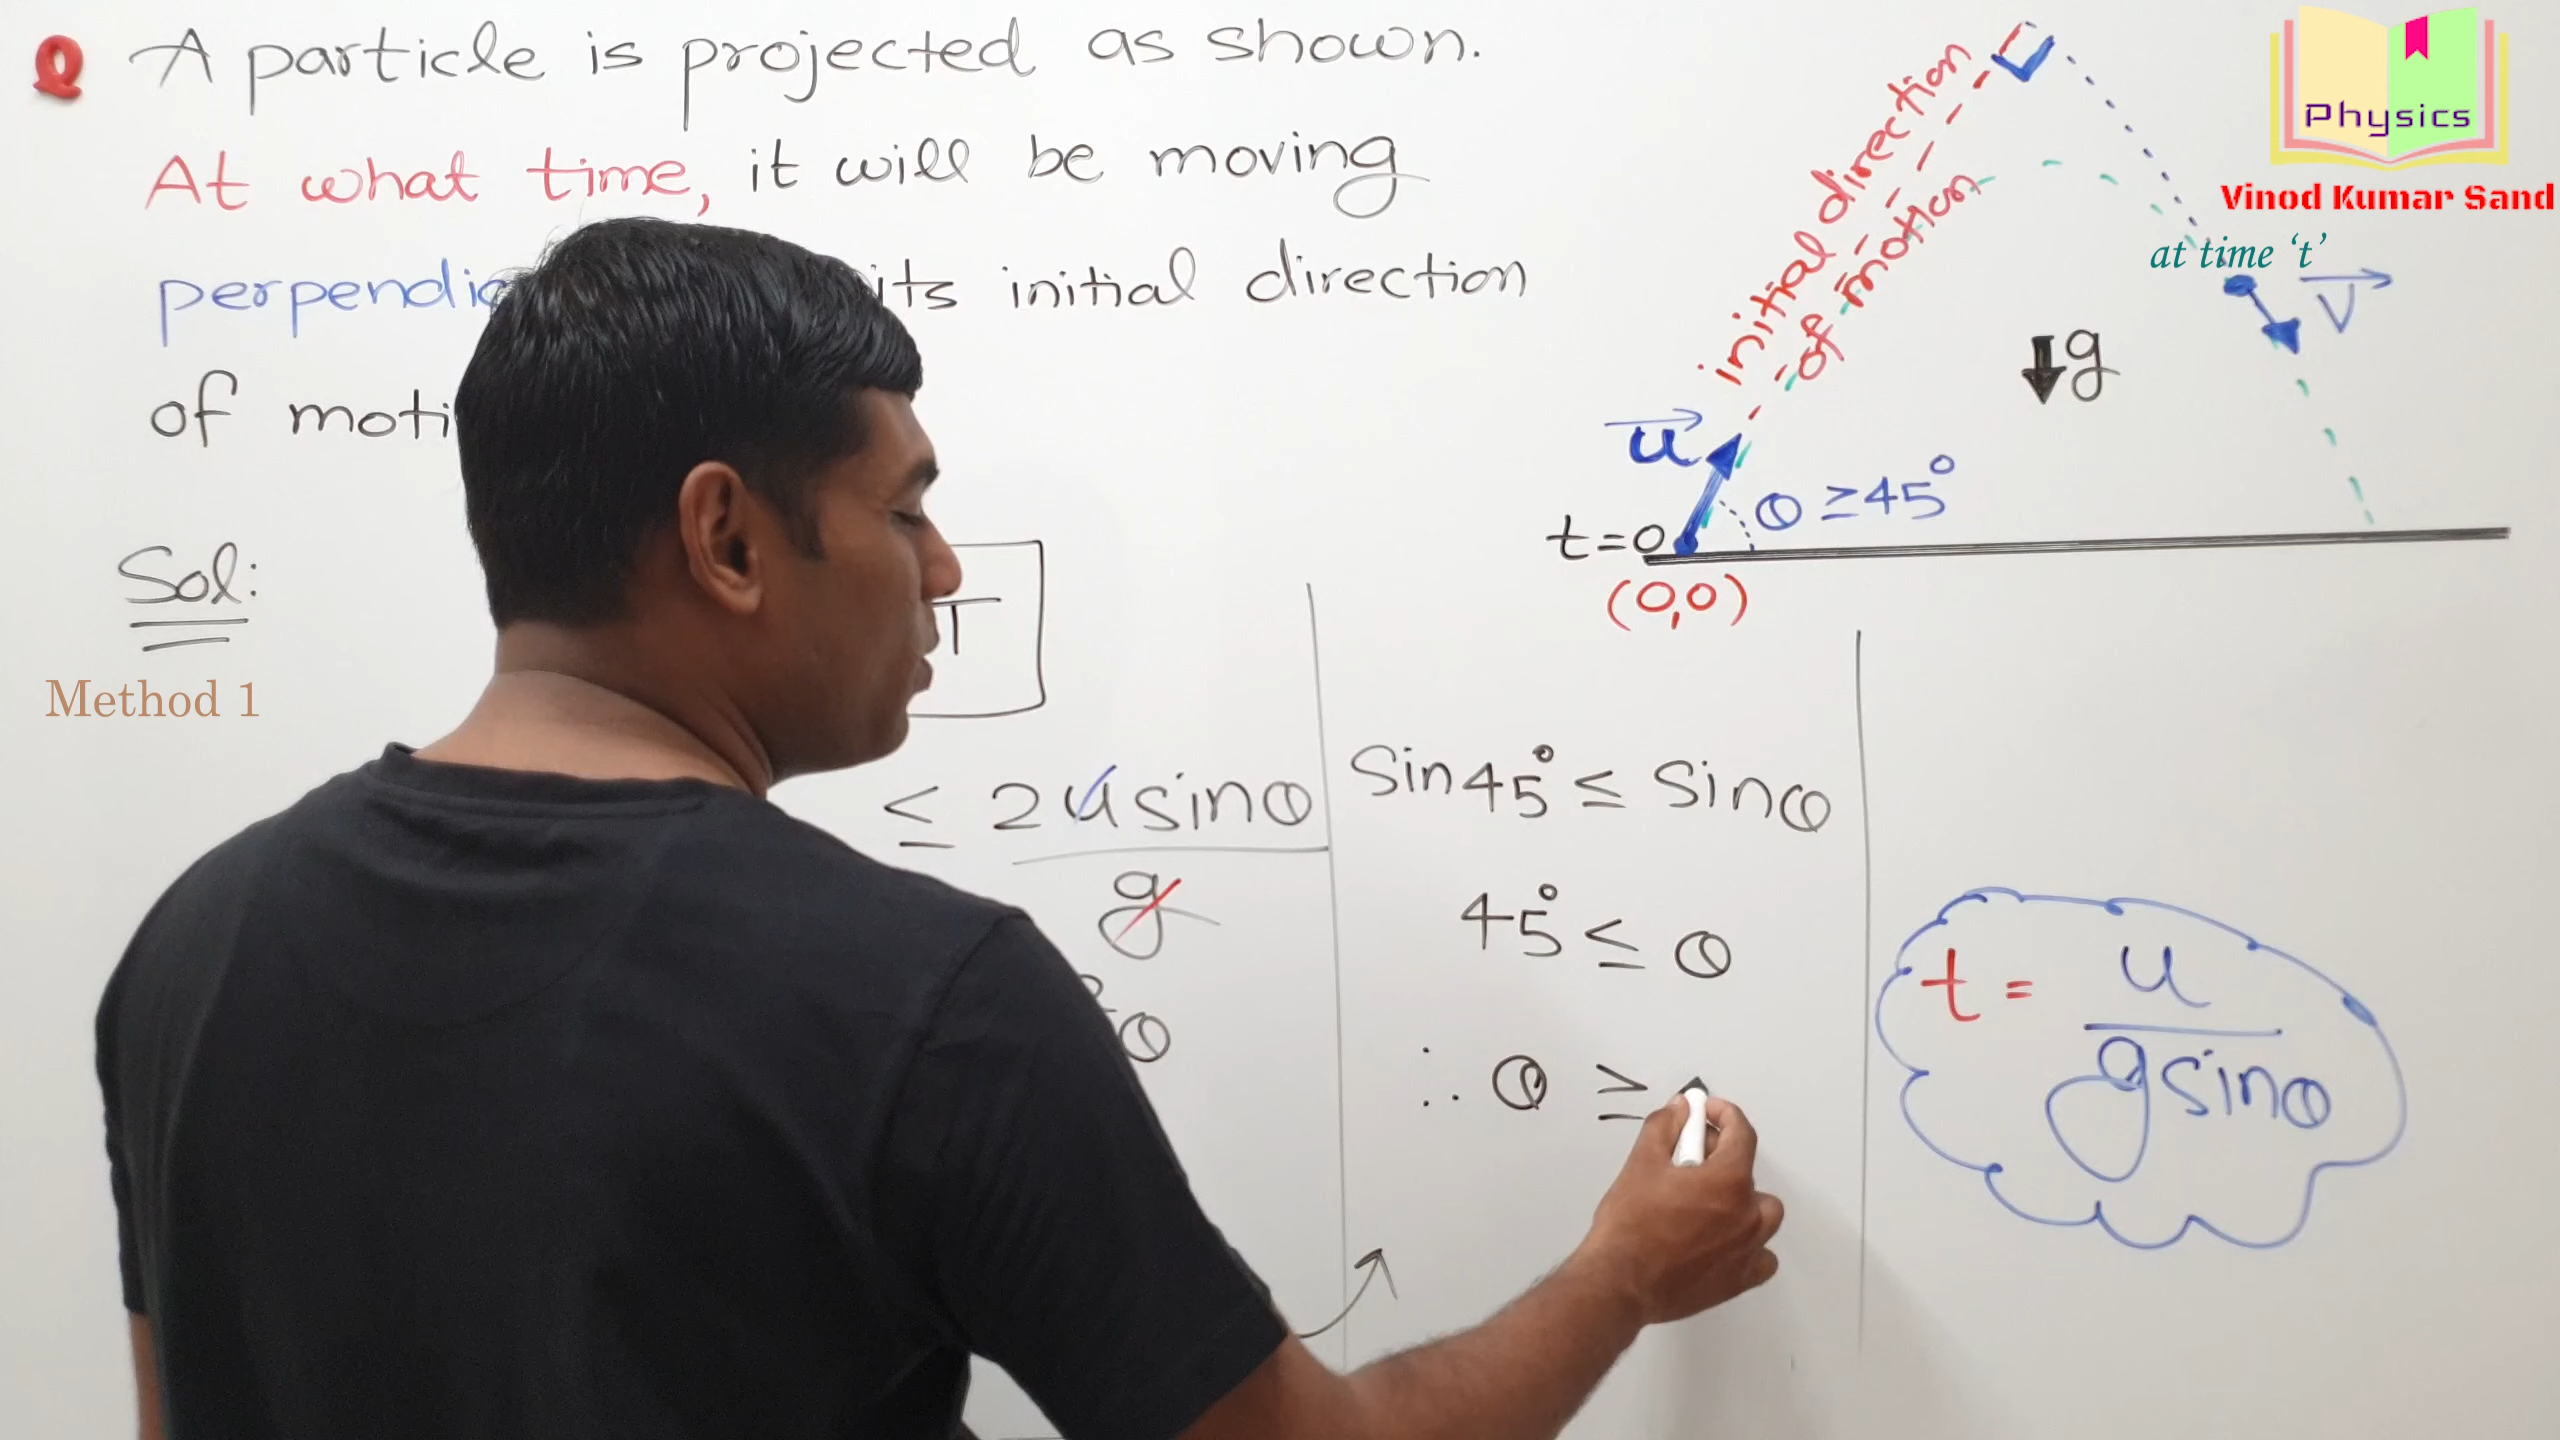 Q A particle is projected as shown.
At what time, it will be moving
its initial direction
of
Sol:
Method 1
T
≤ 2usinθ
g
θ
Sin45° ≤ Sinθ
45° ≤ θ
∴ θ ≥
t = u
gsinθ
initial direction
of motion
u
θ ≥ 45°
t=0
(0,0)
g
at time ‘t’
V
Physics
Vinod Kumar Sand